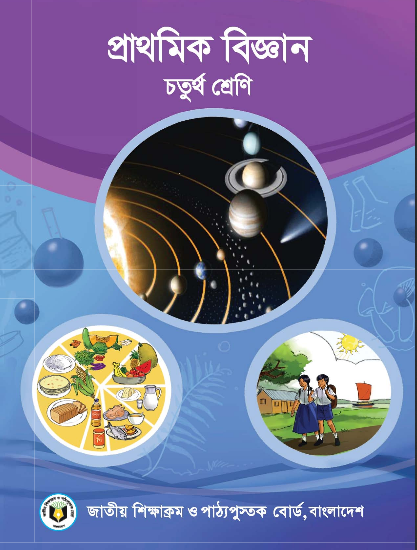 প্রাথমিক বিজ্ঞান
চতুর্থ শ্রেণি
জাতীয় শিক্ষাক্রম ও পাঠ্যপুস্তক বোর্ড, বাংলাদেশ